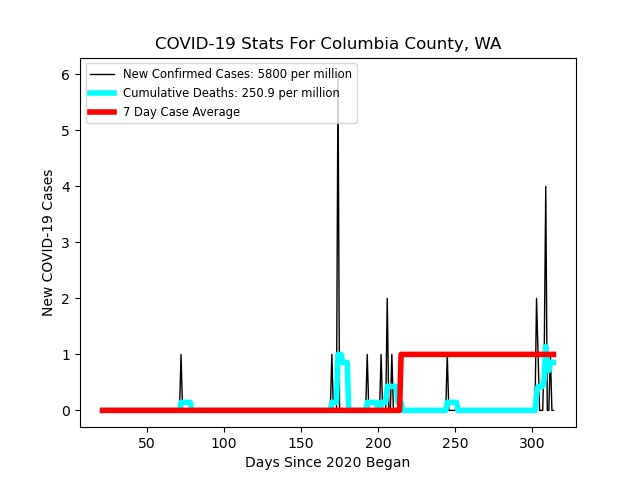 COVID-19 Stats For Columbia County, WA
New Confirmed Cases: 5800 per million
Cumulative Deaths: 250.9 per million
7 Day Case Average
New COVID-19 Cases
6
5
4
3
2
1
0
50 100 150 200 250 300
Days Since 2020 Began